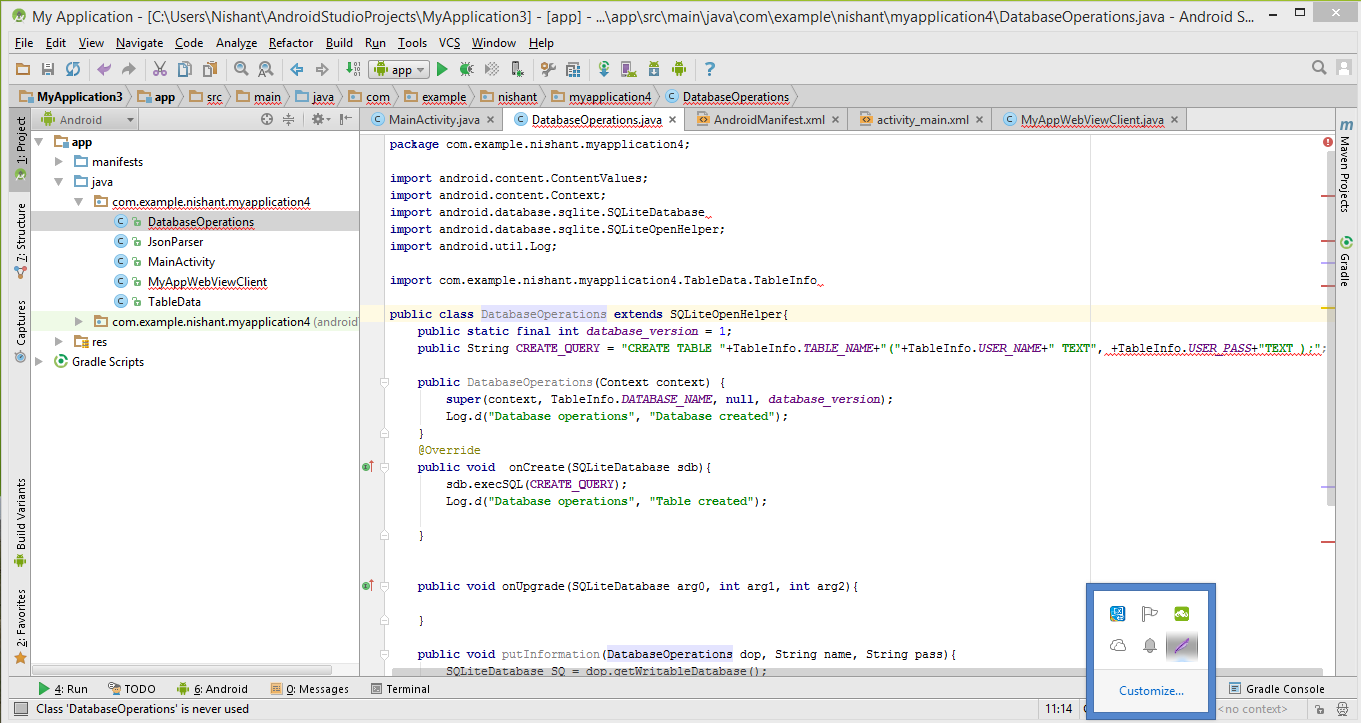 My Application - [C:\Users\Nishant\AndroidStudioProjects\MyApplication3] - [app] - ...\app\src\main\java\com\example\nishant\myapplication4\DatabaseOperations.java - Android S...
File Edit View Navigate Code Analyze Refactor Build Run Tools VCS Window Help
app
MyApplication3 app src main java com example nishant myapplication4 DatabaseOperations
Android
MainActivity.java DatabaseOperations.java AndroidManifest.xml activity_main.xml MyAppWebViewClient.java
1: Project
7: Structure
Captures
Build Variants
2: Favorites
app
manifests
java
com.example.nishant.myapplication4
DatabaseOperations
JsonParser
MainActivity
MyAppWebViewClient
TableData
com.example.nishant.myapplication4 (android
res
Gradle Scripts
package com.example.nishant.myapplication4;
import android.content.ContentValues;
import android.content.Context;
import android.database.sqlite.SQLiteDatabase
import android.database.sqlite.SQLiteOpenHelper;
import android.util.Log;
import com.example.nishant.myapplication4.TableData.TableInfo
public class DatabaseOperations extends SQLiteOpenHelper{
public static final int database_version = 1;
public String CREATE_QUERY = "CREATE TABLE "+TableInfo.TABLE_NAME+"("+TableInfo.USER_NAME+" TEXT", +TableInfo.USER_PASS+"TEXT );";
public DatabaseOperations(Context context) {
super(context, TableInfo.DATABASE_NAME, null, database_version);
Log.d("Database operations", "Database created");
}
@Override
public void  onCreate(SQLiteDatabase sdb){
sdb.execSQL(CREATE_QUERY);
Log.d("Database operations", "Table created");
}
public void onUpgrade(SQLiteDatabase arg0, int arg1, int arg2){
}
public void putInformation(DatabaseOperations dop, String name, String pass){
SQLiteDatabase SQ = dop.getWritableDatabase();
m
Maven Projects
Gradle
Customize...
4: Run TODO 6: Android 0: Messages Terminal Gradle Console
Class 'DatabaseOperations' is never used 11:14 <no context>